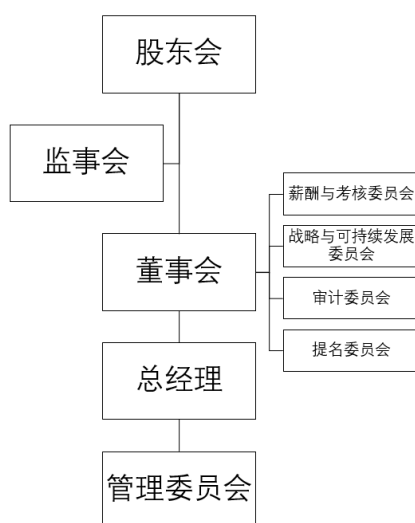 股东会
监事会
薪酬与考核委员会
战略与可持续发展
委员会
董事会
审计委员会
提名委员会
总经理
管理委员会